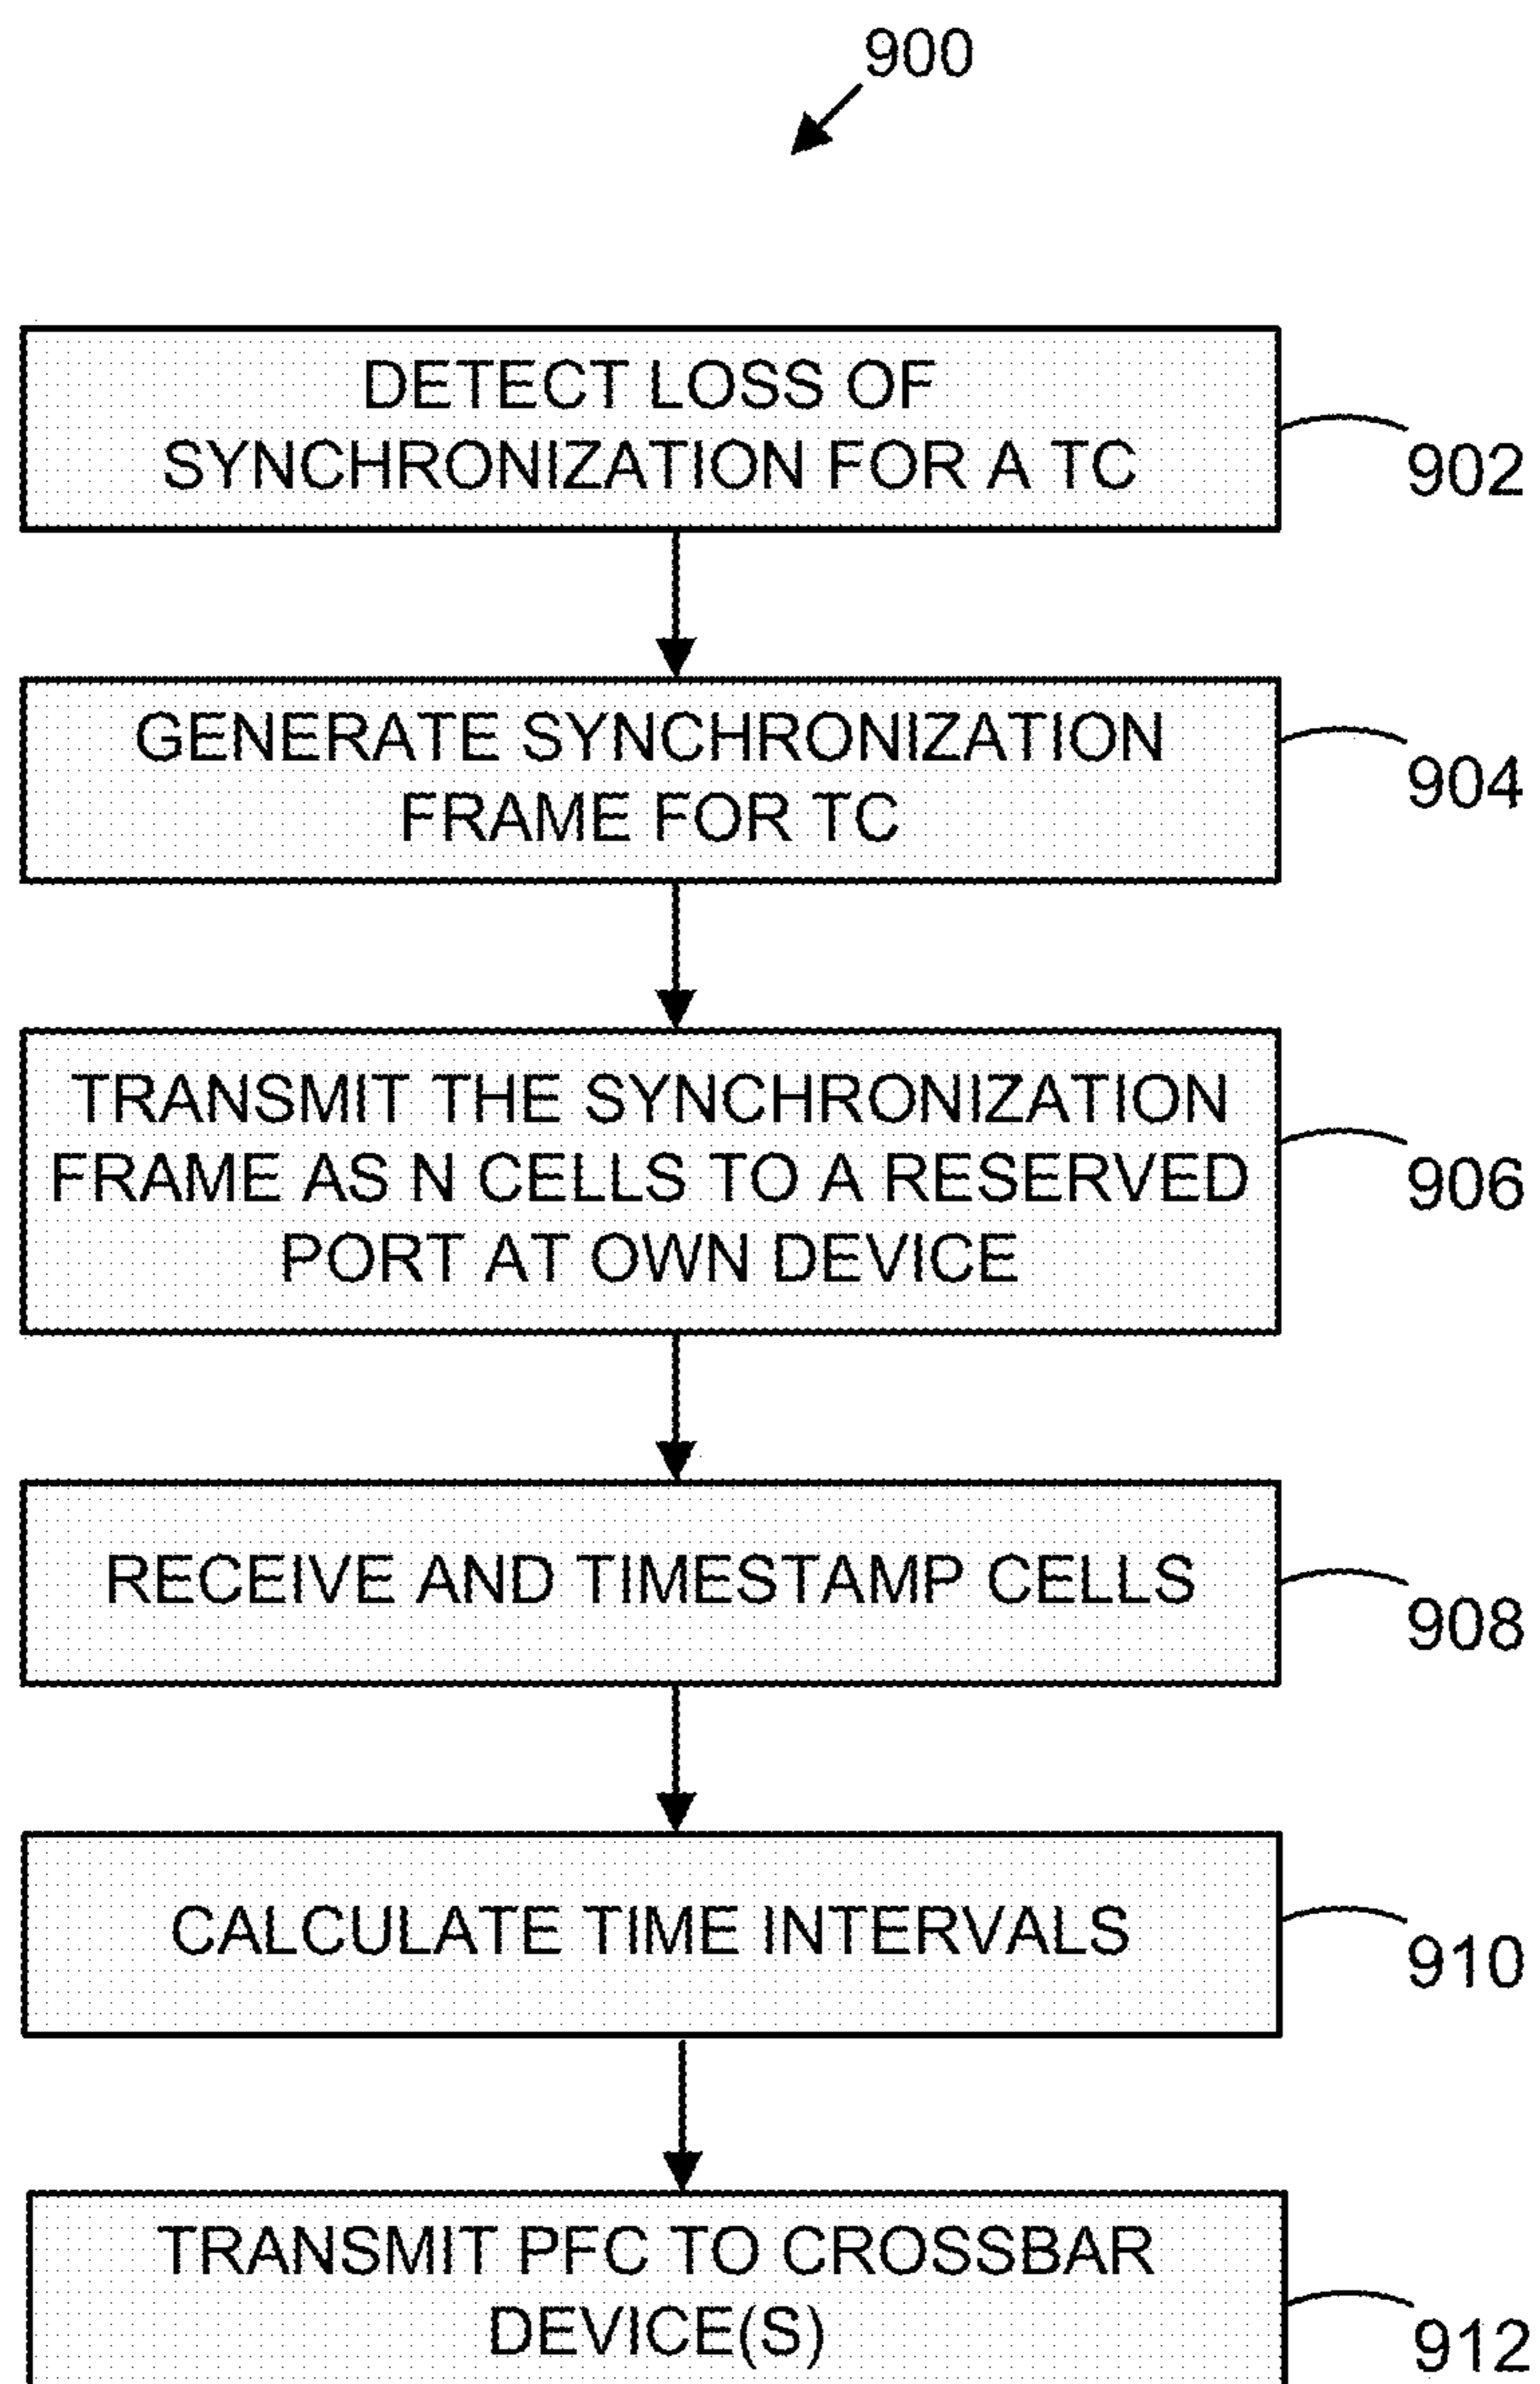 900
DETECT LOSS OF
SYNCHRONIZATION FOR A TC
902
GENERATE SYNCHRONIZATION
FRAME FOR TC
904
TRANSMIT THE SYNCHRONIZATION
FRAME AS N CELLS TO A RESERVED
PORT AT OWN DEVICE
906
RECEIVE AND TIMESTAMP CELLS
908
CALCULATE TIME INTERVALS
910
TRANSMIT PFC TO CROSSBAR
DEVICE(S)
912